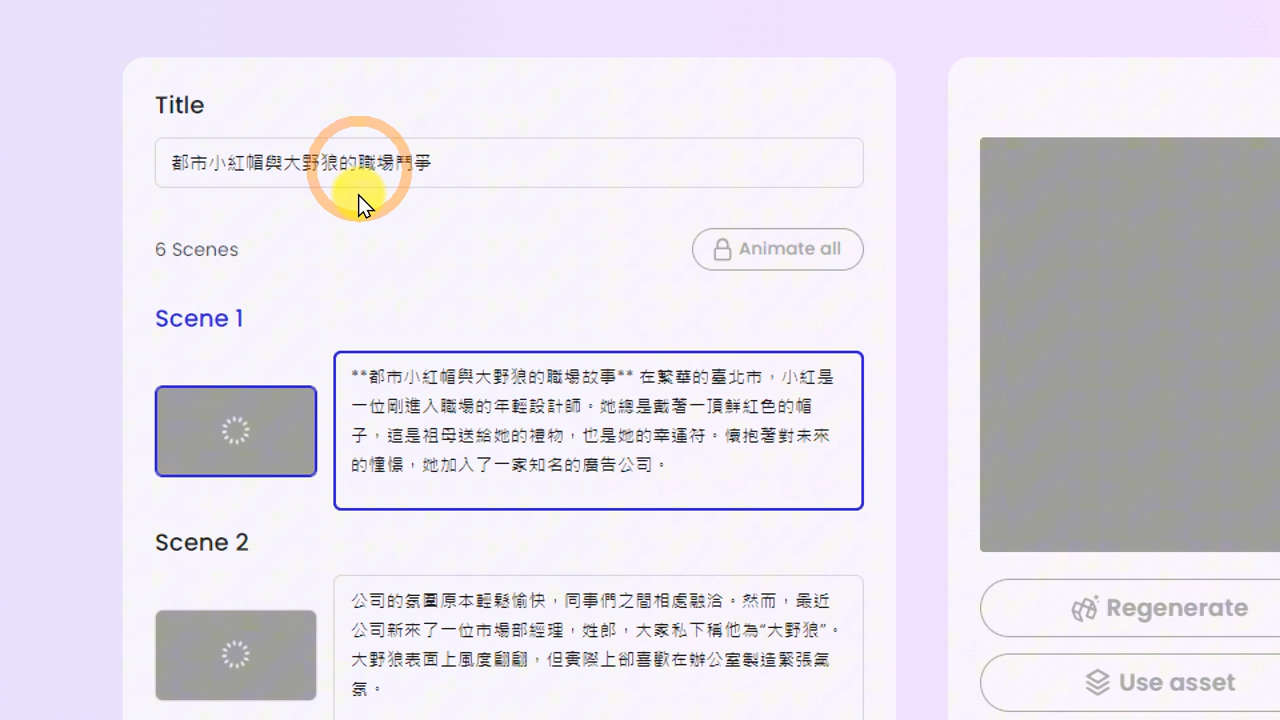 Title
都市小紅帽與大野狼的職場鬥爭
6 Scenes
Animate all
Scene 1
**都市小紅帽與大野狼的職場故事** 在繁華的臺北市，小紅是
一位剛進入職場的年輕設計師。她總是戴著一頂鮮紅色的帽
子，這是祖母送給她的禮物，也是她的幸運符。懷抱著對未來
的憧憬，她加入了一家知名的廣告公司。
Scene 2
公司的氛圍原本輕鬆愉快，同事們之間相處融洽。然而，最近
公司新來了一位市場部經理，姓郎，大家私下稱他為“大野狼”。
大野狼表面上風度翩翩，但實際上卻喜歡在辦公室製造緊張氣
氛。
Regenerate
Use asset